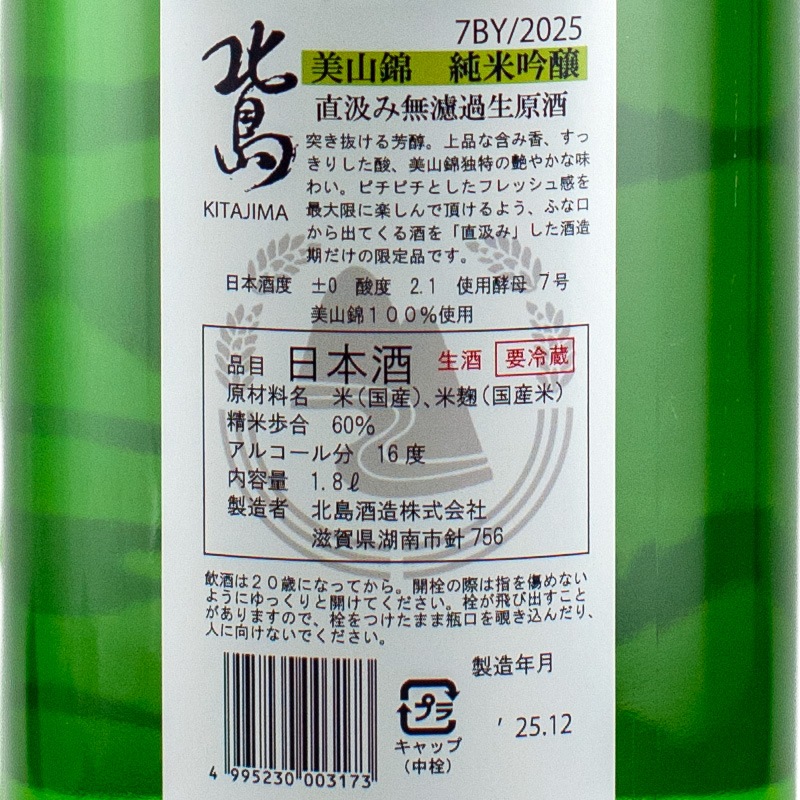 7BY/2025
北島
KITAJIMA
美山錦　純米吟醸
直汲み無濾過生原酒
突き抜ける芳醇。上品な含み香、すっ
きりした酸、美山錦独特の艶やかな味
わい。ピチピチとしたフレッシュ感を
最大限に楽しんで頂けるよう、ふな口
から出てくる酒を「直汲み」した酒造
期だけの限定品です。
日本酒度　±0　酸度　2.1　使用酵母 7号
美山錦１００％使用
品目　日本酒　生酒　要冷蔵
原材料名　米（国産）、米麹（国産米）
精米歩合　60%
アルコール分　16度
内容量　1.8ℓ
製造者　北島酒造株式会社
滋賀県湖南市針756
飲酒は２０歳になってから。開栓の際は指を傷めない
ようにゆっくりと開けてください。栓が飛び出すこと
がありますので、栓をつけたまま瓶口を覗き込んだり、
人に向けないでください。
製造年月
プラ
' 25.12
キャップ
（中栓）
4 995230 003173